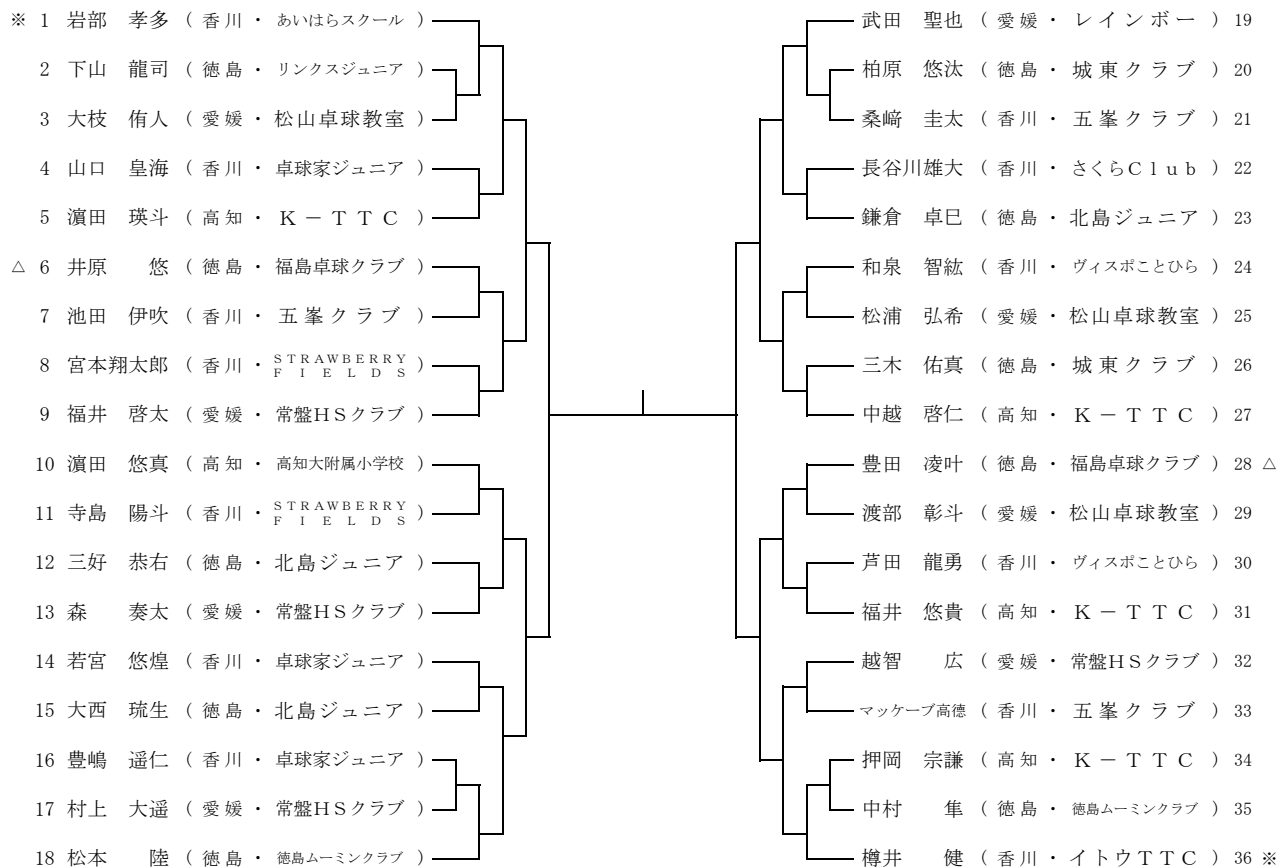 ※ 1 岩部 孝多 ( 香川 ・ あいはらスクール )
2 下山 龍司 ( 徳島 ・ リンクスジュニア )
3 大枝 侑人 ( 愛媛 ・ 松山卓球教室 )
4 山口 皇海 ( 香川 ・ 卓球家ジュニア )
5 濵田 瑛斗 ( 高知 ・ K－TTC )
△ 6 井原 悠 ( 徳島 ・ 福島卓球クラブ )
7 池田 伊吹 ( 香川 ・ 五峯クラブ )
8 宮本翔太郎 ( 香川 ・ STRAWBERRY FIELDS )
9 福井 啓太 ( 愛媛 ・ 常盤HSクラブ )
10 濵田 悠真 ( 高知 ・ 高知大附属小学校 )
11 寺島 陽斗 ( 香川 ・ STRAWBERRY FIELDS )
12 三好 恭右 ( 徳島 ・ 北島ジュニア )
13 森 奏太 ( 愛媛 ・ 常盤HSクラブ )
14 若宮 悠煌 ( 香川 ・ 卓球家ジュニア )
15 大西 琉生 ( 徳島 ・ 北島ジュニア )
16 豊嶋 遥仁 ( 香川 ・ 卓球家ジュニア )
17 村上 大遥 ( 愛媛 ・ 常盤HSクラブ )
18 松本 陸 ( 徳島 ・ 徳島ムーミンクラブ )
武田 聖也 ( 愛媛 ・ レインボー ) 19
柏原 悠汰 ( 徳島 ・ 城東クラブ ) 20
桑﨑 圭太 ( 香川 ・ 五峯クラブ ) 21
長谷川雄大 ( 香川 ・ さくらClub ) 22
鎌倉 卓巳 ( 徳島 ・ 北島ジュニア ) 23
和泉 智紘 ( 香川 ・ ヴィスポことひら ) 24
松浦 弘希 ( 愛媛 ・ 松山卓球教室 ) 25
三木 佑真 ( 徳島 ・ 城東クラブ ) 26
中越 啓仁 ( 高知 ・ K－TTC ) 27
豊田 凌叶 ( 徳島 ・ 福島卓球クラブ ) 28 △
渡部 彰斗 ( 愛媛 ・ 松山卓球教室 ) 29
芦田 龍勇 ( 香川 ・ ヴィスポことひら ) 30
福井 悠貴 ( 高知 ・ K－TTC ) 31
越智 広 ( 愛媛 ・ 常盤HSクラブ ) 32
マッケーブ高德 ( 香川 ・ 五峯クラブ ) 33
押岡 宗謙 ( 高知 ・ K－TTC ) 34
中村 隼 ( 徳島 ・ 徳島ムーミンクラブ ) 35
樽井 健 ( 香川 ・ イトウTTC ) 36 ※